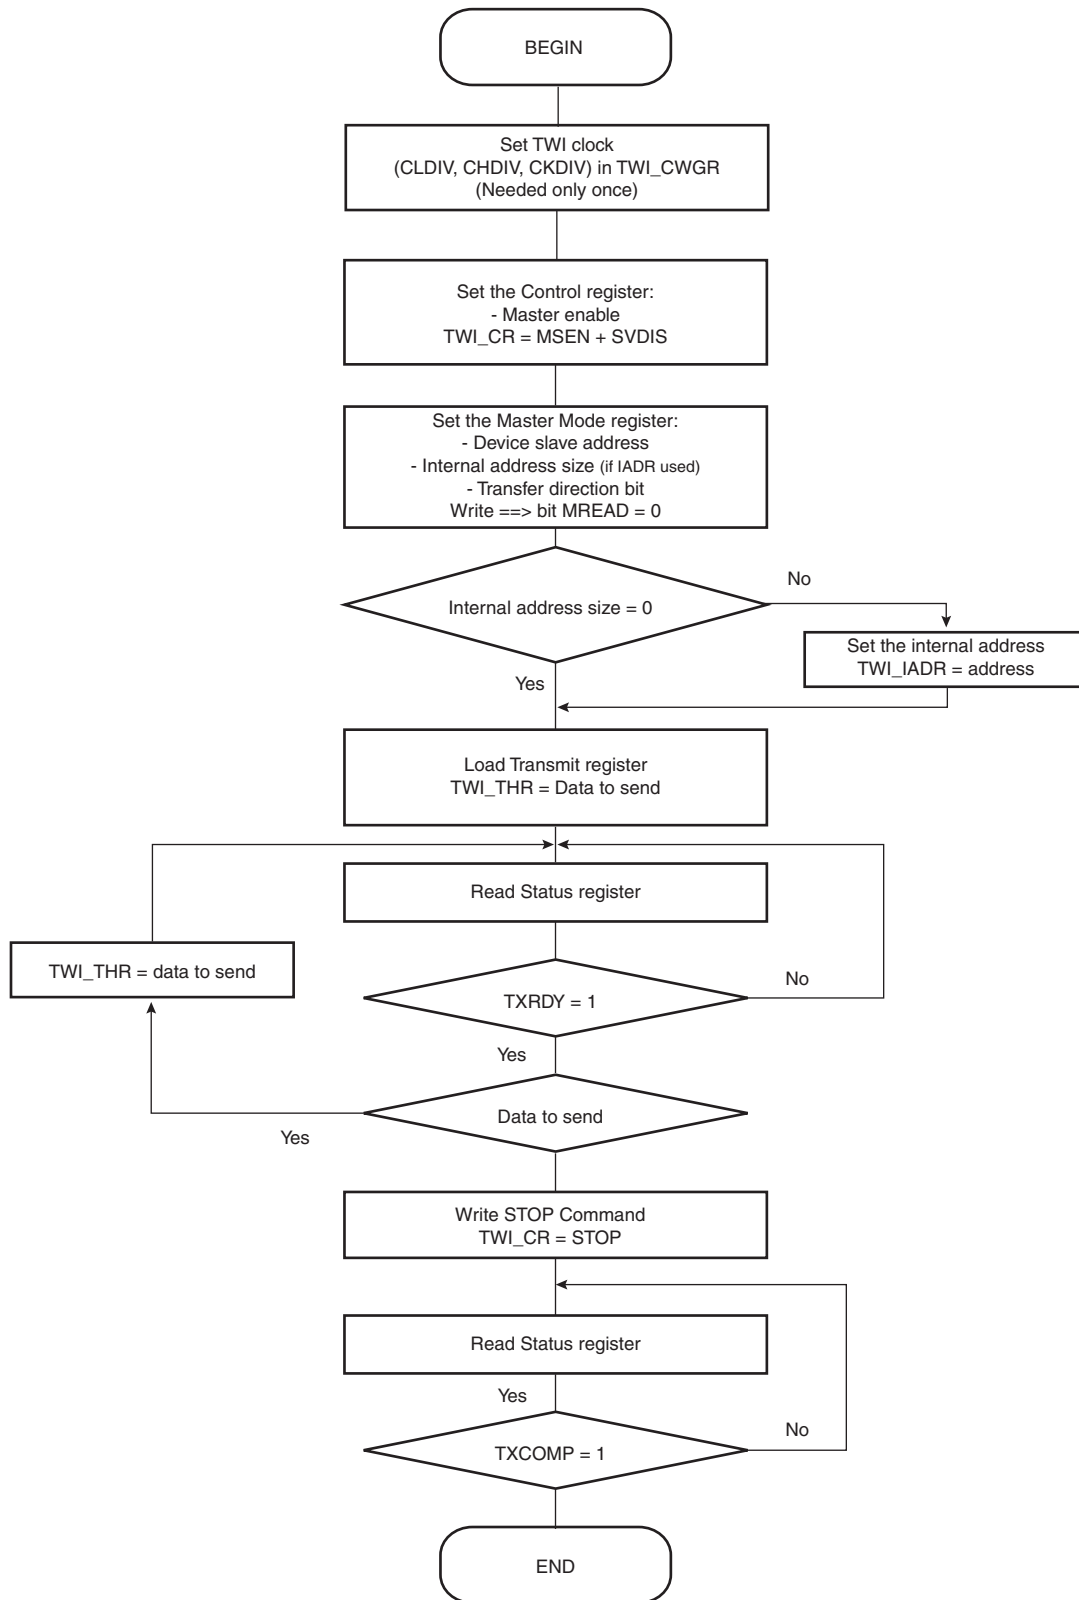 BEGIN
Set TWI clock
(CLDIV, CHDIV, CKDIV) in TWI_CWGR
(Needed only once)
Set the Control register:
- Master enable
TWI_CR = MSEN + SVDIS
Set the Master Mode register:
- Device slave address
- Internal address size (if IADR used)
- Transfer direction bit
Write ==> bit MREAD = 0
No
Internal address size = 0
Set the internal address
TWI_IADR = address
Yes
Load Transmit register
TWI_THR = Data to send
Read Status register
TWI_THR = data to send
No
TXRDY = 1
Yes
Data to send
Yes
Write STOP Command
TWI_CR = STOP
Read Status register
Yes
No
TXCOMP = 1
END